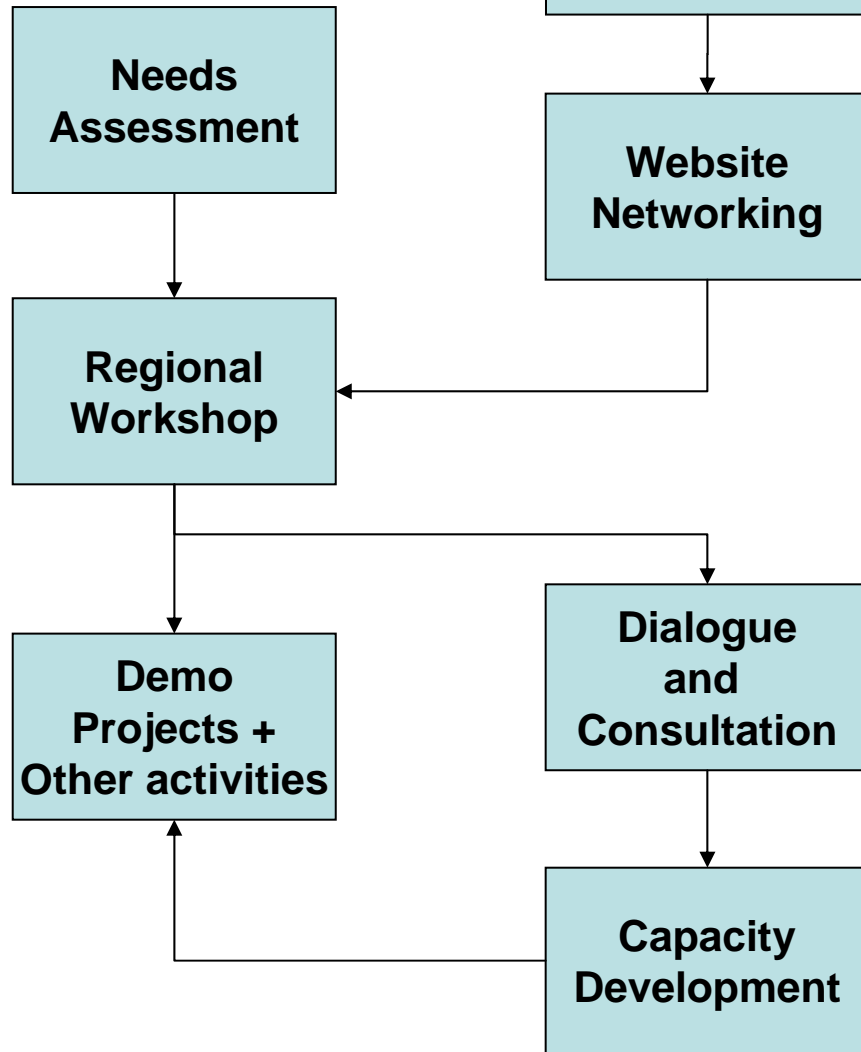 Needs
Assessment
Website
Networking
Regional
Workshop
Demo
Projects +
Other activities
Dialogue
and
Consultation
Capacity
Development